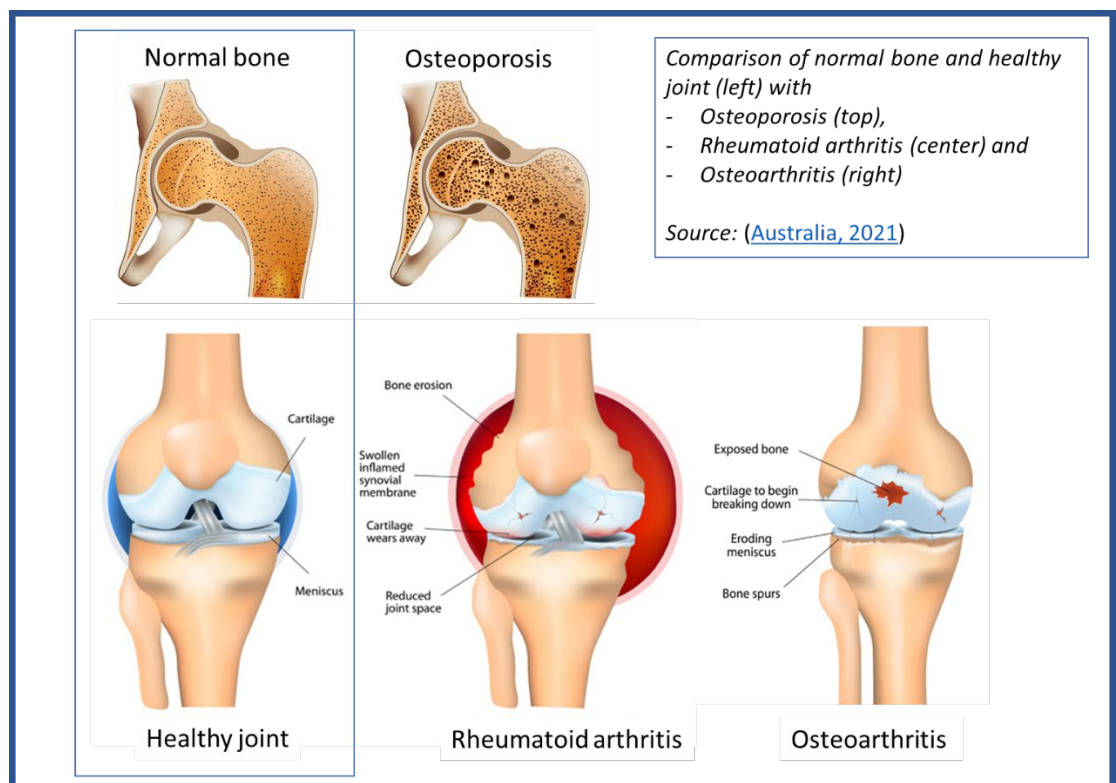 Normal bone
Osteoporosis
Comparison of normal bone and healthy
joint (left) with
- Osteoporosis (top),
- Rheumatoid arthritis (center) and
- Osteoarthritis (right)
Source: (Australia, 2021)
Cartilage
Meniscus
Healthy joint
Bone erosion
Swollen
inflamed
synovial
membrane
Cartilage
wears away
Reduced
joint space
Rheumatoid arthritis
Exposed bone
Cartilage to begin
breaking down
Eroding
meniscus
Bone spurs
Osteoarthritis